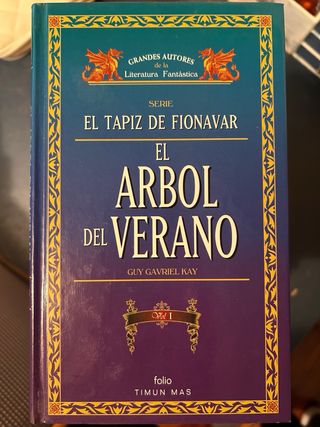 GRANDES AUTORES
de la
Literatura Fantástica
SERIE
EL TAPIZ DE FIONAVAR
EL
ARBOL
DEL VERANO
GUY GAVRIEL KAY
Vol I
folio
TIMUN MAS